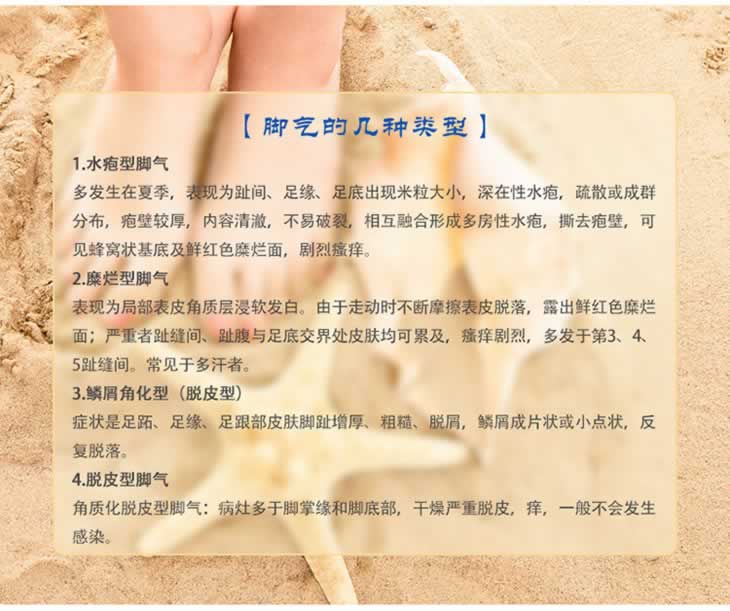 【脚气的几种类型】
1.水疱型脚气
多发生在夏季，表现为趾间、足缘、足底出现米粒大小，深在性水疱，疏散或成群
分布，疱壁较厚，内容清澈，不易破裂，相互融合形成多房性水疱，撕去疱壁，可
见蜂窝状基底及鲜红色糜烂面，剧烈瘙痒。
2.糜烂型脚气
表现为局部表皮角质层浸软发白。由于走动时不断摩擦表皮脱落，露出鲜红色糜烂
面；严重者趾缝间、趾腹与足底交界处皮肤均可累及，瘙痒剧烈，多发于第3、4、
5趾缝间。常见于多汗者。
3.鳞屑角化型（脱皮型）
症状是足跖、足缘、足跟部皮肤脚趾增厚、粗糙、脱屑，鳞屑成片状或小点状，反
复脱落。
4.脱皮型脚气
角质化脱皮型脚气：病灶多于脚掌缘和脚底部，干燥严重脱皮，痒，一般不会发生
感染。